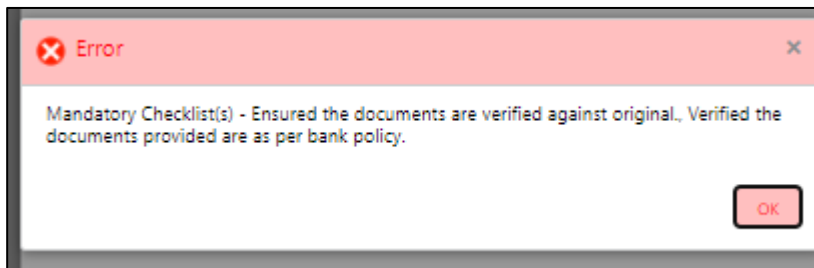 Error
Mandatory Checklist(s) - Ensured the documents are verified against original., Verified the
documents provided are as per bank policy.
OK